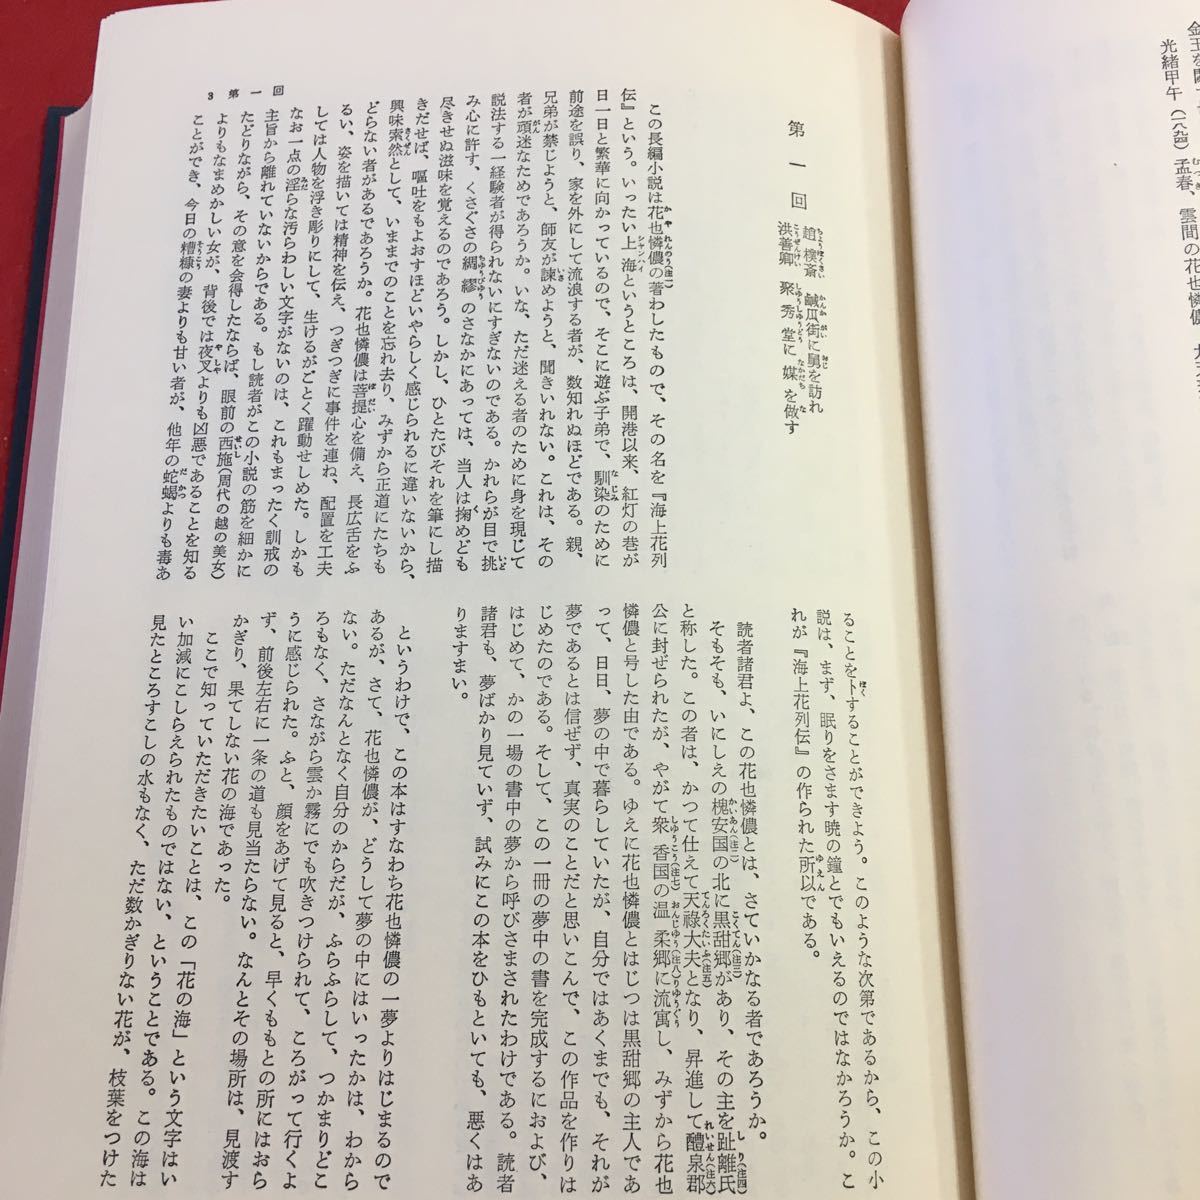 金玉を
光緒甲午(一八九四)孟春、雲間の花也憐儂
3 第一回
第一回
趙樸斎 鹹瓜街に舅を訪れ
洪善卿 聚秀堂に媒を做す
この長編小説は花也憐儂(注一)の著わしたもので、その名を『海上花列
伝』という。いったい上海というところは、開港以来、紅灯の巷が
日一日と繁華に向かっているので、そこに遊ぶ子弟で、馴染のために
前途を誤り、家を外にして流浪する者が、数知れぬほどである。親、
兄弟が禁じようと、師友が諫めようと、聞きいれない。これは、その
者が頑迷なためであろうか。いな、ただ迷える者のために身を現じて
説法する一経験者が得られないにすぎないのである。かれらが目で挑
み心に許す、くさぐさの綢繆のさなかにあっては、当人は掬めども
尽きせぬ滋味を覚えるのであろう。しかし、ひとたびそれを筆にし描
きだせば、嘔吐をもよおすほどいやらしく感じられるに違いないから、
興味索然として、いままでのことを忘れ去り、みずから正道にたちも
どらない者があるであろうか。花也憐儂は菩提心を備え、長広舌をふ
るい、姿を描いては精神を伝え、つぎつぎに事件を連ね、配置を工夫
しては人物を浮き彫りにして、生けるがごとく躍動せしめた。しかも
なお一点の淫らな汚らわしい文字がないのは、これもまったく訓戒の
主旨から離れていないからである。もし読者がこの小説の筋を細かに
たどりながら、その意を会得したならば、眼前の西施(周代の越の美女)
よりもなまめかしい女が、背後では夜叉よりも凶悪であることを知る
ことができ、今日の糟糠の妻よりも甘い者が、他年の蛇蝎よりも毒あ
ることを卜することができよう。このような次第であるから、この小
説は、まず、眠りをさます暁の鐘とでもいえるのではなかろうか。こ
れが『海上花列伝』の作られた所以である。
読者諸君よ、この花也憐儂とは、さていかなる者であろうか。
そもそも、いにしえの槐安国(注二)の北に黒甜郷(注三)があり、その主を趾離氏(注四)
と称した。この者は、かつて仕えて天禄大夫(注五)となり、昇進して醴泉郡(注六)
公に封ぜられたが、やがて衆香国(注七)の温柔郷(注八)に流寓し、みずから花也
憐儂と号した由である。ゆえに花也憐儂とはじつは黒甜郷の主人であ
って、日日、夢の中で暮らしていたが、自分ではあくまでも、それが
夢であるとは信ぜず、真実のことだと思いこんで、この作品を作りは
じめたのである。そして、この一冊の夢中の書を完成するにおよび、
はじめて、かの一場の書中の夢から呼びさまされたわけである。読者
諸君も、夢ばかり見ていず、試みにこの本をひもといても、悪くはあ
りますまい。
というわけで、この本はすなわち花也憐儂の一夢よりはじまるので
あるが、さて、花也憐儂が、どうして夢の中にはいったかは、わから
ない。ただなんとなく自分のからだが、ふらふらして、つかまりどこ
ろもなく、さながら雲か霧にでも吹きつけられて、ころがって行くよ
うに感じられた。ふと、顔をあげて見ると、早くももとの所にはおら
ず、前後左右に一条の道も見当たらない。なんとその場所は、見渡す
かぎり、果てしない花の海であった。
ここで知っていただきたいことは、この「花の海」という文字はい
い加減にこしらえられたものではない、ということである。この海は
見たところすこしの水もなく、ただ数かぎりない花が、枝葉をつけた